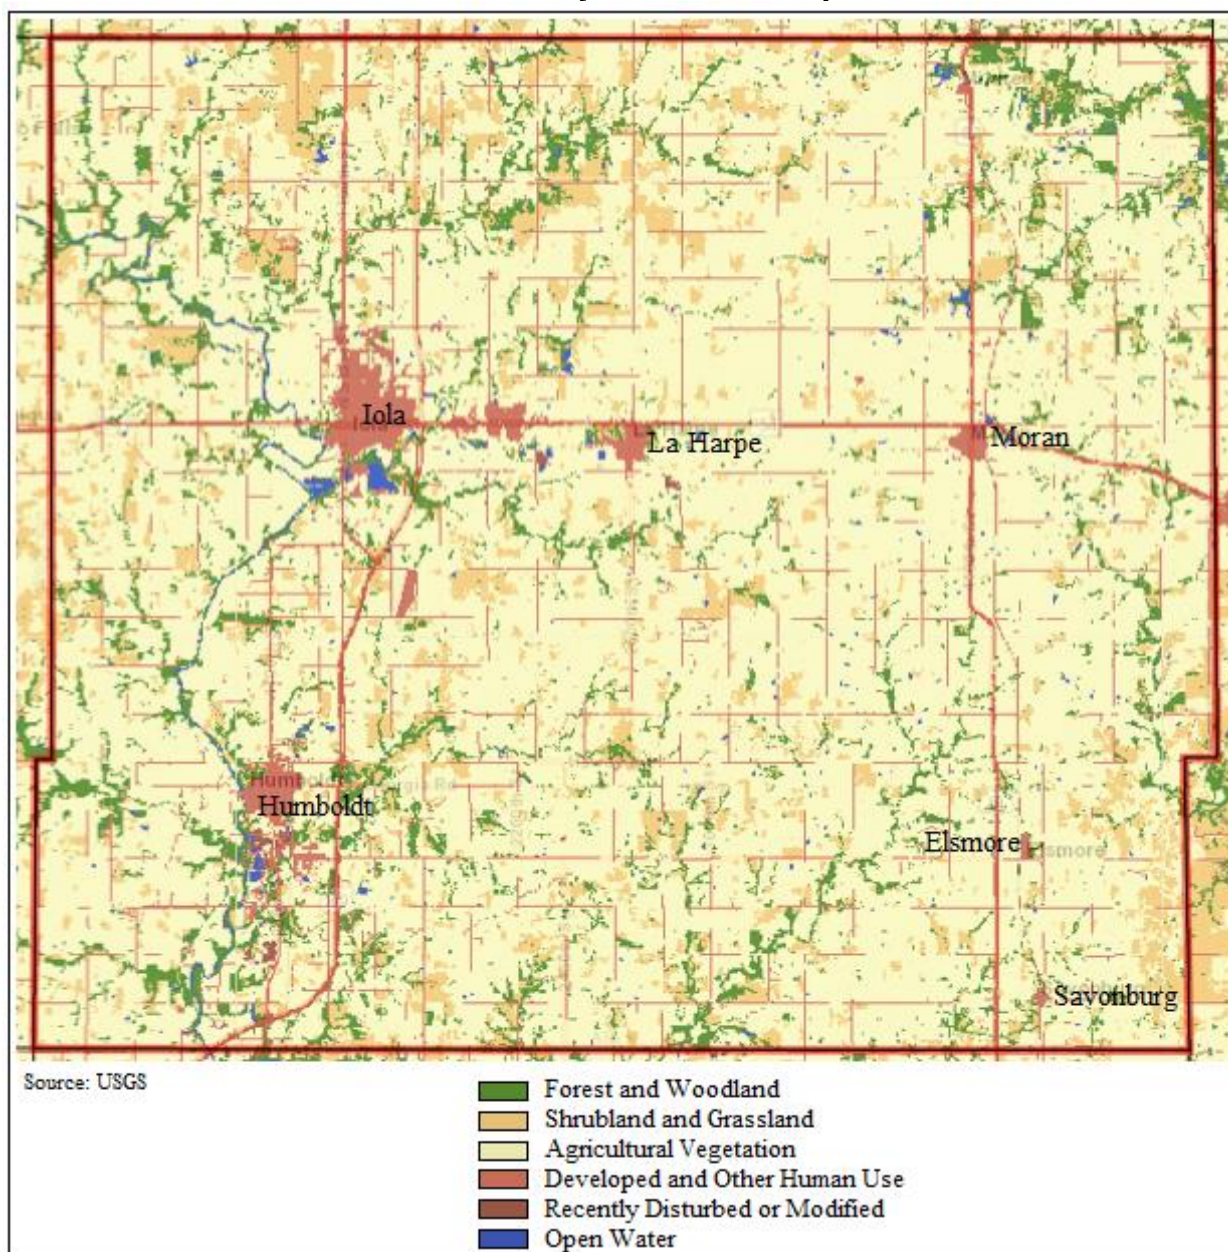 Iola
La Harpe
Moran
Humboldt
Humboldt
Elsmore
Savonburg
Source: USGS
Forest and Woodland
Shrubland and Grassland
Agricultural Vegetation
Developed and Other Human Use
Recently Disturbed or Modified
Open Water